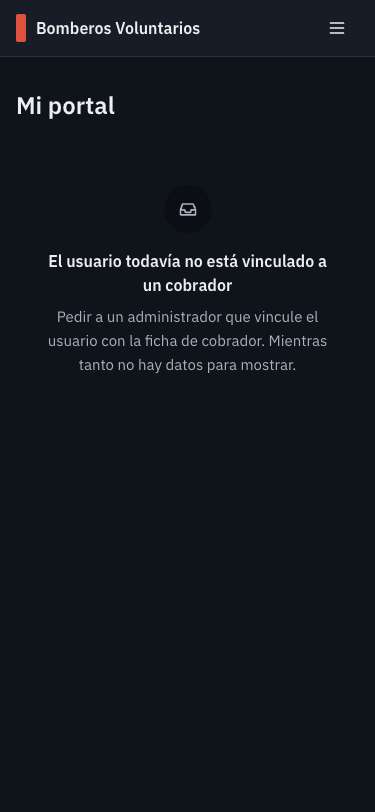 Bomberos Voluntarios
Mi portal
El usuario todavía no está vinculado a
un cobrador
Pedir a un administrador que vincule el
usuario con la ficha de cobrador. Mientras
tanto no hay datos para mostrar.